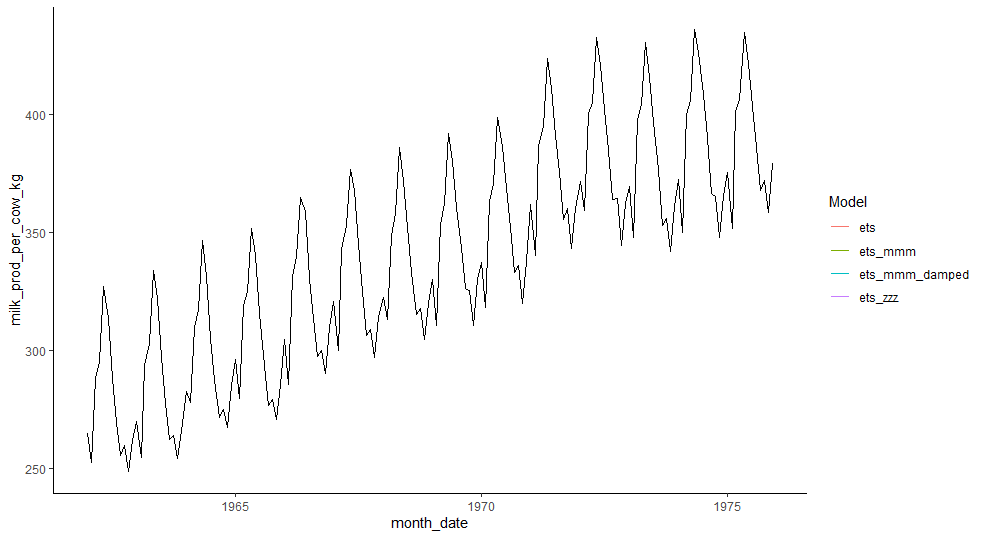 milk_prod_per_cow_kg
400
350
300
250
1965
1970
1975
month_date
Model
ets
ets_mmm
ets_mmm_damped
ets_zzz